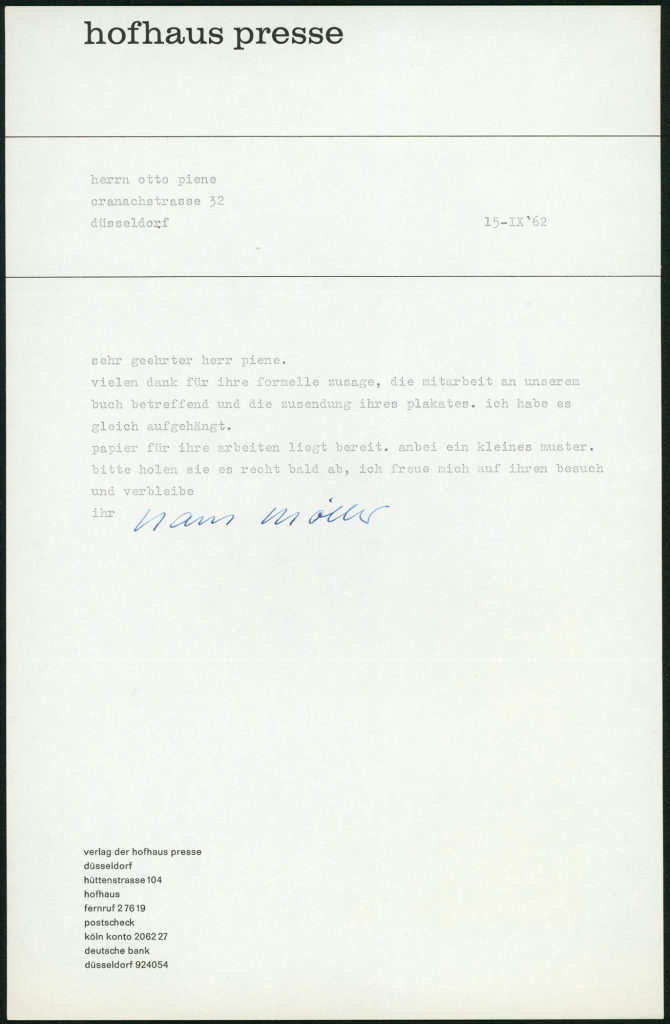 hofhaus presse
herrn otto piene
cranachstrasse 32
düsseldorf
15-IX'62
sehr geehrter herr piene.
vielen dank für ihre formelle zusage, die mitarbeit an unserem
buch betreffend und die zusendung ihres plakates. ich habe es
gleich aufgehängt.
papier für ihre arbeiten liegt bereit. anbei ein kleines muster.
bitte holen sie es recht bald ab, ich freue mich auf ihren besuch
und verbleibe
ihr hans möller
verlag der hofhaus presse
düsseldorf
hüttenstrasse 104
hofhaus
fernruf 2 76 19
postscheck
köln konto 2062 27
deutsche bank
düsseldorf 924054